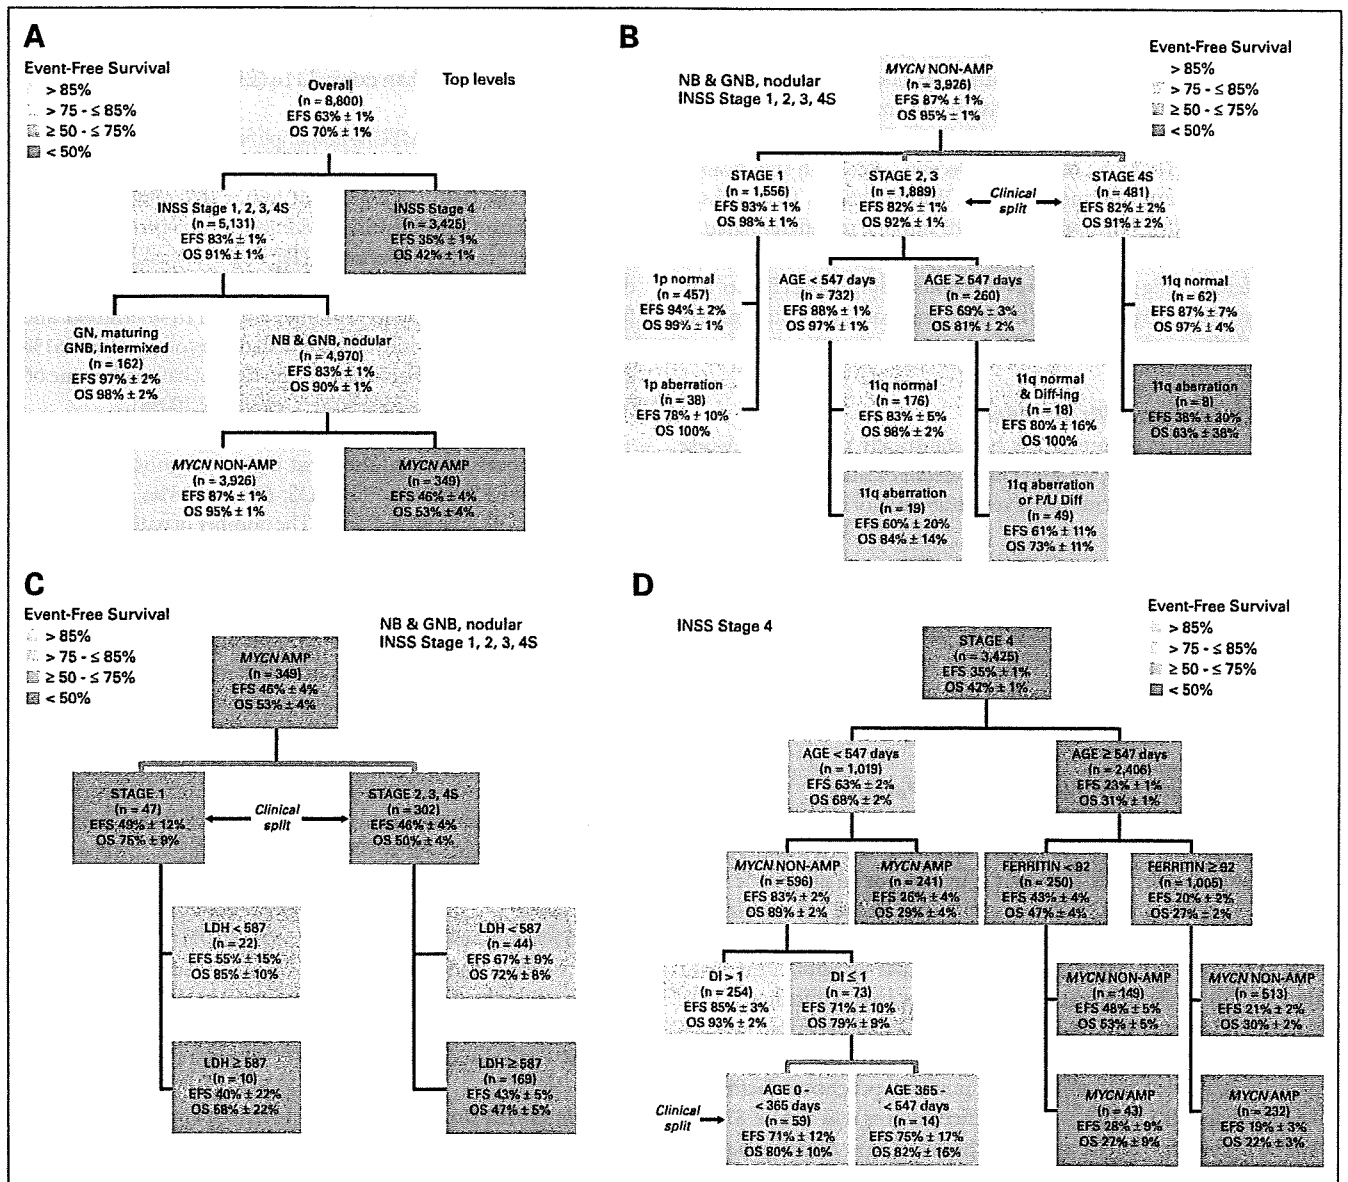 A
Event-Free Survival
> 85%
> 75 - ≤ 85%
≥ 50 - ≤ 75%
< 50%
Top levels
Overall
(n = 8,800)
EFS 63% ± 1%
OS 70% ± 1%
INSS Stage 1, 2, 3, 4S
(n = 5,131)
EFS 83% ± 1%
OS 91% ± 1%
INSS Stage 4
(n = 3,425)
EFS 35% ± 1%
OS 42% ± 1%
GN, maturing
GNB, intermixed
(n = 162)
EFS 97% ± 2%
OS 98% ± 2%
NB & GNB, nodular
(n = 4,970)
EFS 83% ± 1%
OS 90% ± 1%
MYCN NON-AMP
(n = 3,926)
EFS 87% ± 1%
OS 95% ± 1%
MYCN AMP
(n = 349)
EFS 46% ± 4%
OS 53% ± 4%
B
NB & GNB, nodular
INSS Stage 1, 2, 3, 4S
Event-Free Survival
> 85%
> 75 - ≤ 85%
≥ 50 - ≤ 75%
< 50%
MYCN NON-AMP
(n = 3,926)
EFS 87% ± 1%
OS 95% ± 1%
STAGE 1
(n = 1,556)
EFS 93% ± 1%
OS 98% ± 1%
STAGE 2, 3
(n = 1,889)
EFS 82% ± 1%
OS 92% ± 1%
Clinical
split
STAGE 4S
(n = 481)
EFS 82% ± 2%
OS 91% ± 2%
1p normal
(n = 457)
EFS 94% ± 2%
OS 99% ± 1%
AGE < 547 days
(n = 732)
EFS 88% ± 1%
OS 97% ± 1%
AGE ≥ 547 days
(n = 260)
EFS 69% ± 3%
OS 81% ± 2%
11q normal
(n = 62)
EFS 87% ± 7%
OS 97% ± 4%
1p aberration
(n = 38)
EFS 78% ± 10%
OS 100%
11q normal
(n = 176)
EFS 83% ± 5%
OS 98% ± 2%
11q normal
& Diff-ing
(n = 18)
EFS 80% ± 16%
OS 100%
11q aberration
(n = 8)
EFS 38% ± 30%
OS 63% ± 38%
11q aberration
(n = 19)
EFS 60% ± 20%
OS 84% ± 14%
11q aberration
or P/U Diff
(n = 49)
EFS 61% ± 11%
OS 73% ± 11%
C
Event-Free Survival
> 85%
> 75 - ≤ 85%
≥ 50 - ≤ 75%
< 50%
NB & GNB, nodular
INSS Stage 1, 2, 3, 4S
MYCN AMP
(n = 349)
EFS 46% ± 4%
OS 53% ± 4%
STAGE 1
(n = 47)
EFS 49% ± 12%
OS 75% ± 9%
Clinical
split
STAGE 2, 3, 4S
(n = 302)
EFS 46% ± 4%
OS 50% ± 4%
LDH < 587
(n = 22)
EFS 55% ± 15%
OS 85% ± 10%
LDH < 587
(n = 44)
EFS 67% ± 9%
OS 72% ± 8%
LDH ≥ 587
(n = 10)
EFS 40% ± 22%
OS 58% ± 22%
LDH ≥ 587
(n = 169)
EFS 43% ± 5%
OS 47% ± 5%
D
INSS Stage 4
Event-Free Survival
> 85%
> 75 - ≤ 85%
≥ 50 - ≤ 75%
< 50%
STAGE 4
(n = 3,425)
EFS 35% ± 1%
OS 42% ± 1%
AGE < 547 days
(n = 1,019)
EFS 63% ± 2%
OS 68% ± 2%
AGE ≥ 547 days
(n = 2,406)
EFS 23% ± 1%
OS 31% ± 1%
MYCN NON-AMP
(n = 596)
EFS 83% ± 2%
OS 89% ± 2%
MYCN AMP
(n = 241)
EFS 26% ± 4%
OS 29% ± 4%
FERRITIN < 92
(n = 250)
EFS 43% ± 4%
OS 47% ± 4%
FERRITIN ≥ 92
(n = 1,005)
EFS 20% ± 2%
OS 27% ± 2%
DI > 1
(n = 254)
EFS 85% ± 3%
OS 93% ± 2%
DI ≤ 1
(n = 73)
EFS 71% ± 10%
OS 79% ± 9%
MYCN NON-AMP
(n = 149)
EFS 48% ± 5%
OS 53% ± 5%
MYCN NON-AMP
(n = 513)
EFS 21% ± 2%
OS 30% ± 2%
Clinical
split
AGE 0 -
< 365 days
(n = 59)
EFS 71% ± 12%
OS 80% ± 10%
AGE 365 -
< 547 days
(n = 14)
EFS 75% ± 17%
OS 82% ± 16%
MYCN AMP
(n = 43)
EFS 28% ± 9%
OS 27% ± 9%
MYCN AMP
(n = 232)
EFS 19% ± 3%
OS 22% ± 3%